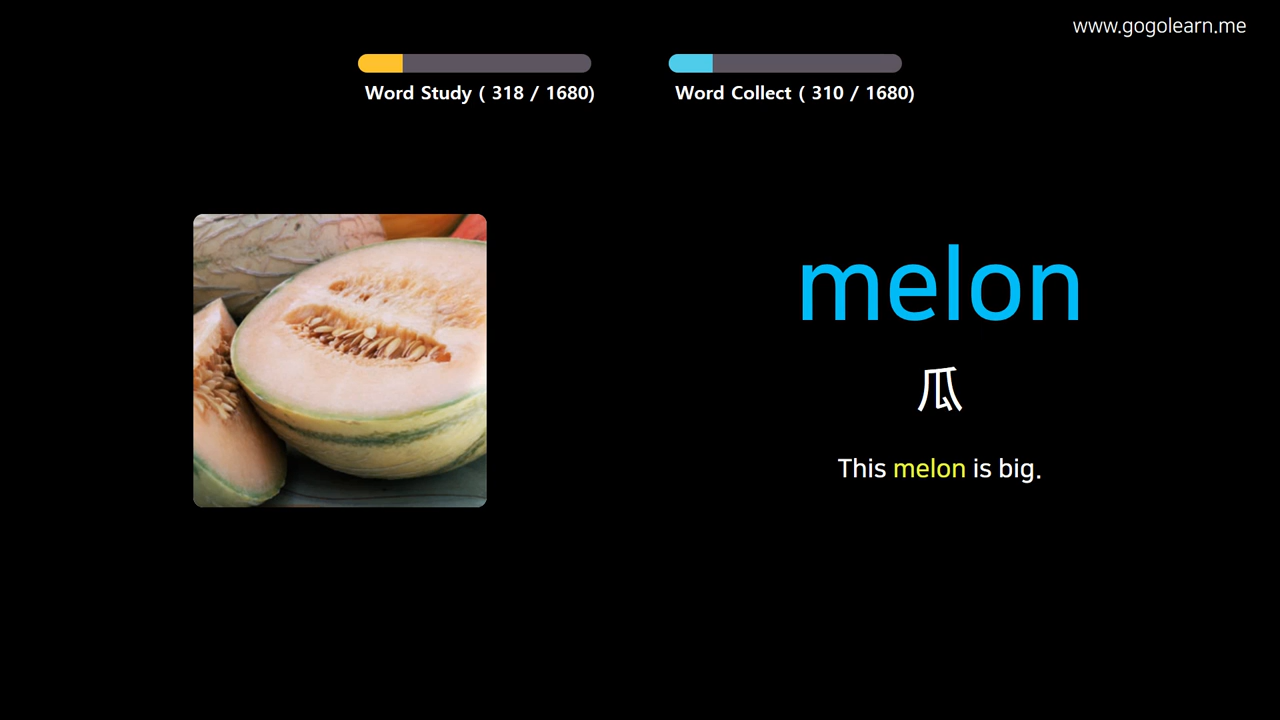 www.gogolearn.me
Word Study ( 318 / 1680)
Word Collect ( 310 / 1680)
melon
瓜
This melon is big.